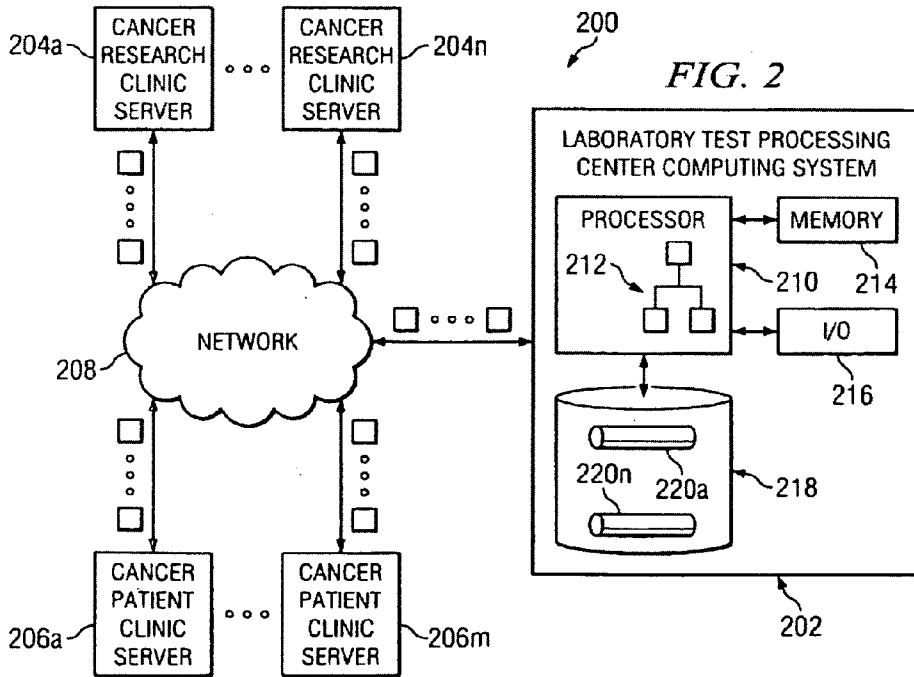 204a
CANCER
RESEARCH
CLINIC
SERVER
CANCER
RESEARCH
CLINIC
SERVER
204n
200
FIG. 2
LABORATORY TEST PROCESSING
CENTER COMPUTING SYSTEM
PROCESSOR
212
MEMORY
214
210
I/O
216
NETWORK
208
220n
220a
218
202
206a
CANCER
PATIENT
CLINIC
SERVER
CANCER
PATIENT
CLINIC
SERVER
206m